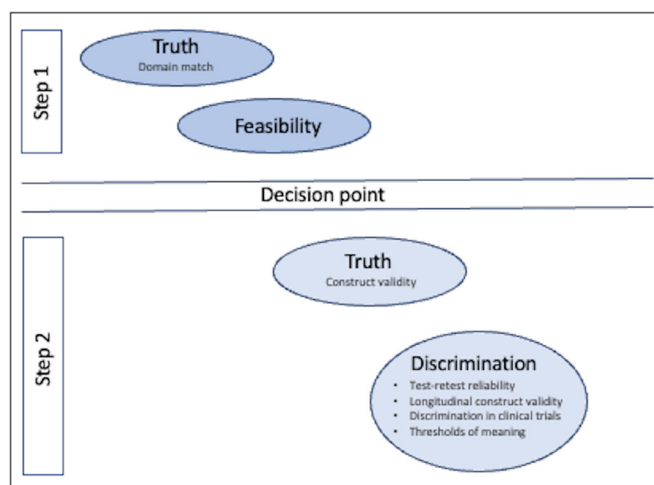 Step 1
Truth
Domain match
Feasibility
Decision point
Step 2
Truth
Construct validity
Discrimination
• Test-retest reliability
• Longitudinal construct validity
• Discrimination in clinical trials
• Thresholds of meaning